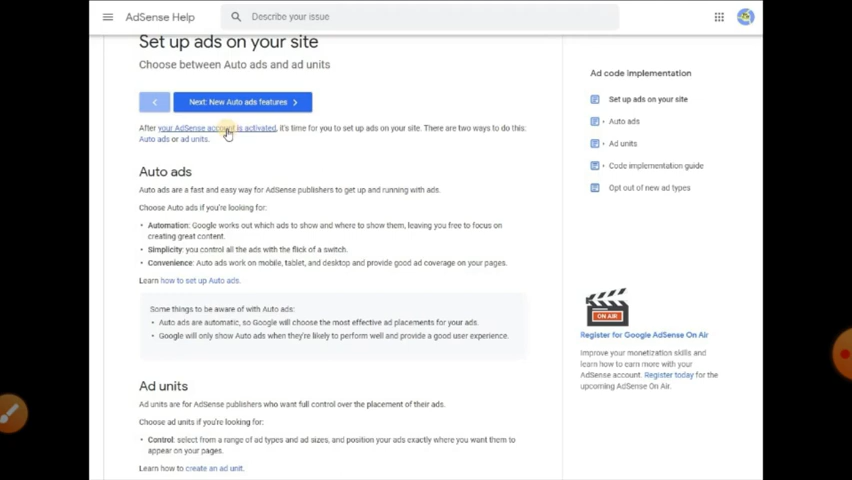 AdSense Help
Describe your issue
Set up ads on your site
Choose between Auto ads and ad units
Next: New Auto ads features
After your AdSense account is activated, it's time for you to set up ads on your site. There are two ways to do this:
Auto ads or ad units.
Auto ads
Auto ads are a fast and easy way for AdSense publishers to get up and running with ads.
Choose Auto ads if you're looking for:
• Automation: Google works out which ads to show and where to show them, leaving you free to focus on
creating great content.
• Simplicity: you control all the ads with the flick of a switch.
• Convenience: Auto ads work on mobile, tablet, and desktop and provide good ad coverage on your pages.
Learn how to set up Auto ads.
Some things to be aware of with Auto ads:
• Auto ads are automatic, so Google will choose the most effective ad placements for your ads.
• Google will only show Auto ads when they're likely to perform well and provide a good user experience.
Ad units
Ad units are for AdSense publishers who want full control over the placement of their ads.
Choose ad units if you're looking for:
• Control: select from a range of ad types and ad sizes, and position your ads exactly where you want them to
appear on your pages.
Learn how to create an ad unit.
Ad code implementation
Set up ads on your site
Auto ads
Ad units
Code implementation guide
Opt out of new ad types
ON AIR
Register for Google AdSense On Air
Improve your monetization skills and
learn how to earn more with your
AdSense account. Register today for the
upcoming AdSense On Air.